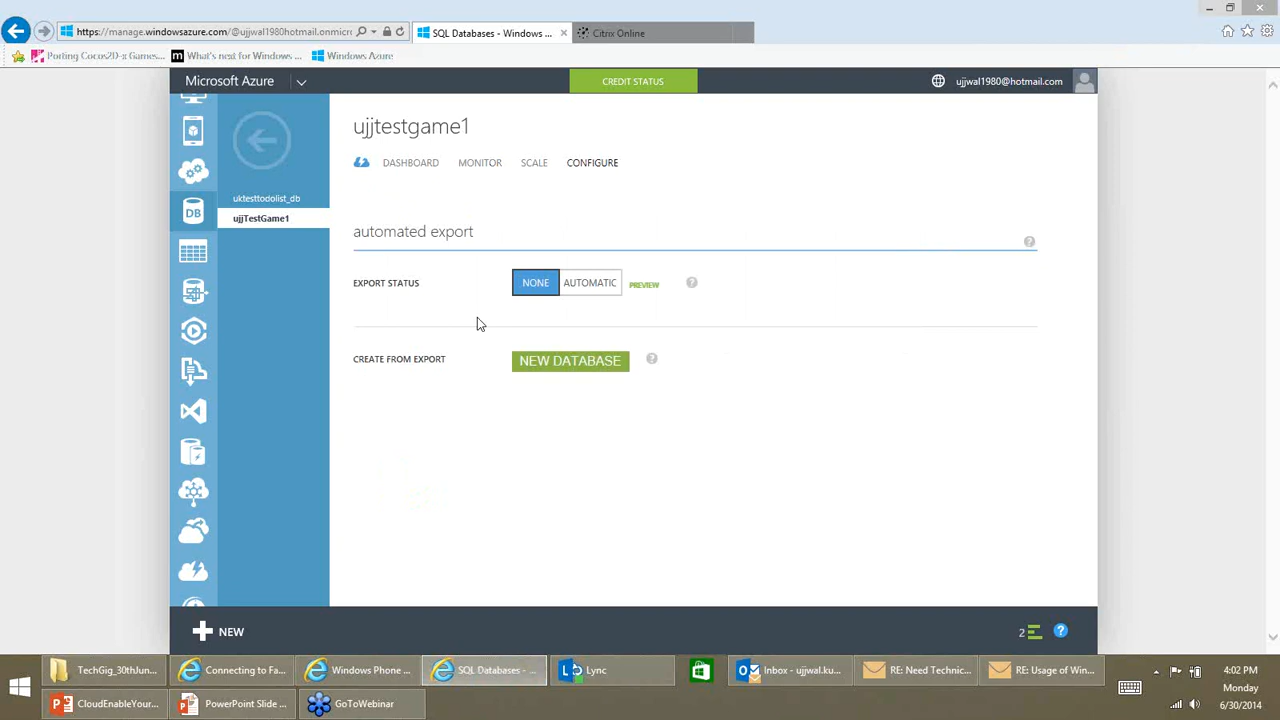 https://manage.windowsazure.com/@ujjwal1980hotmail.onmicro
SQL Databases - Windows ...
Citrix Online
Porting Cocos2D-x Games...
What's next for Windows ...
Windows Azure
Microsoft Azure
CREDIT STATUS
ujjwal1980@hotmail.com
ujjtestgame1
DASHBOARD MONITOR SCALE CONFIGURE
uktesttodolist_db
ujjTestGame1
automated export
EXPORT STATUS
NONE AUTOMATIC PREVIEW
CREATE FROM EXPORT
NEW DATABASE
DB
NEW
2
TechGig_30thJun...
Connecting to Fa...
Windows Phone ...
SQL Databases - ...
Lync
Inbox - ujjwal.ku...
RE: Need Technic...
RE: Usage of Win...
4:02 PM
Monday
6/30/2014
CloudEnableYour...
PowerPoint Slide ...
GoToWebinar